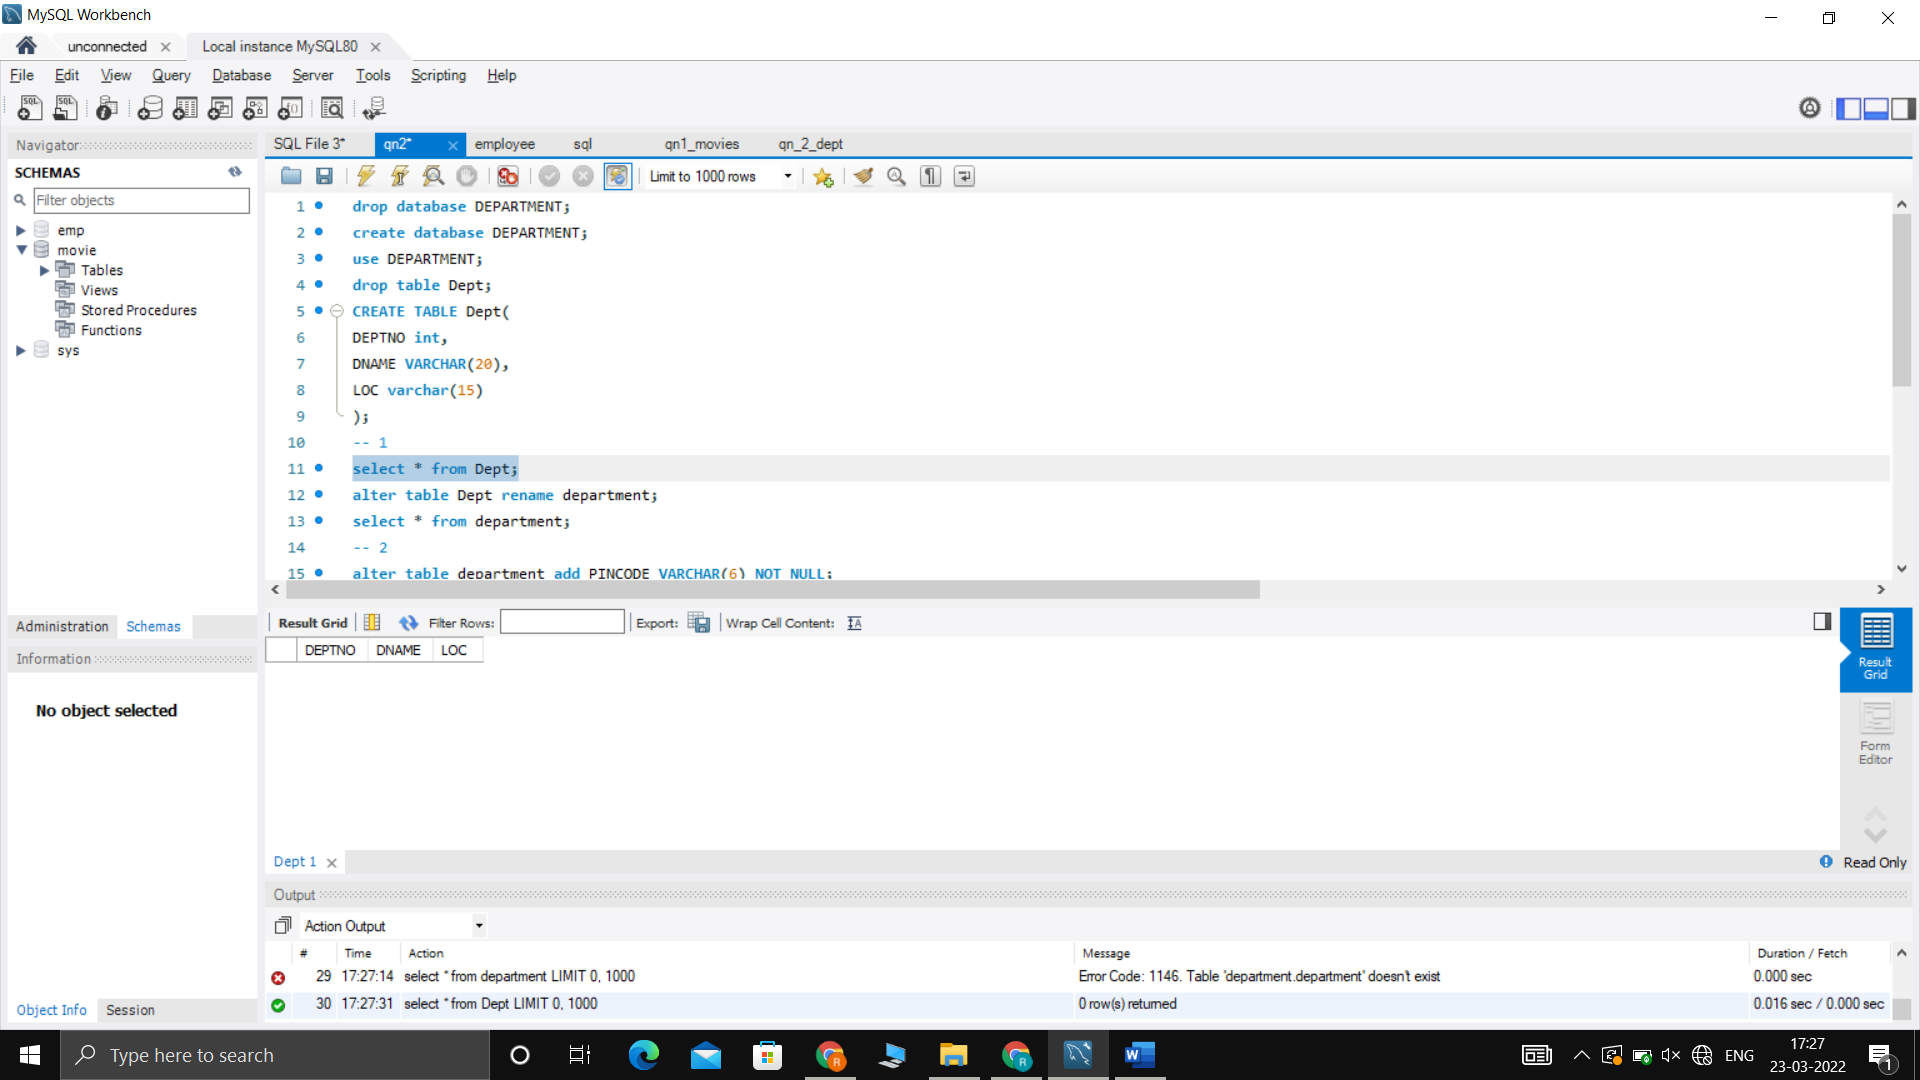 MySQL Workbench
unconnected
Local instance MySQL80
File Edit View Query Database Server Tools Scripting Help
Navigator
SCHEMAS
Filter objects
emp
movie
Tables
Views
Stored Procedures
Functions
sys
Administration Schemas
Information
No object selected
Object Info Session
SQL File 3* qn2* employee sql qn1_movies qn_2_dept
Limit to 1000 rows
1 drop database DEPARTMENT;
2 create database DEPARTMENT;
3 use DEPARTMENT;
4 drop table Dept;
5 CREATE TABLE Dept(
6 DEPTNO int,
7 DNAME VARCHAR(20),
8 LOC varchar(15)
9 );
10 -- 1
11 select * from Dept;
12 alter table Dept rename department;
13 select * from department;
14 -- 2
15 alter table department add PINCODE VARCHAR(6) NOT NULL;
Result Grid Filter Rows: Export: Wrap Cell Content:
DEPTNO DNAME LOC
Result Grid
Form Editor
Dept 1
Read Only
Output
Action Output
# Time Action Message Duration / Fetch
29 17:27:14 select * from department LIMIT 0, 1000 Error Code: 1146. Table 'department.department' doesn't exist 0.000 sec
30 17:27:31 select * from Dept LIMIT 0, 1000 0 row(s) returned 0.016 sec / 0.000 sec
Type here to search
ENG
17:27
23-03-2022
1